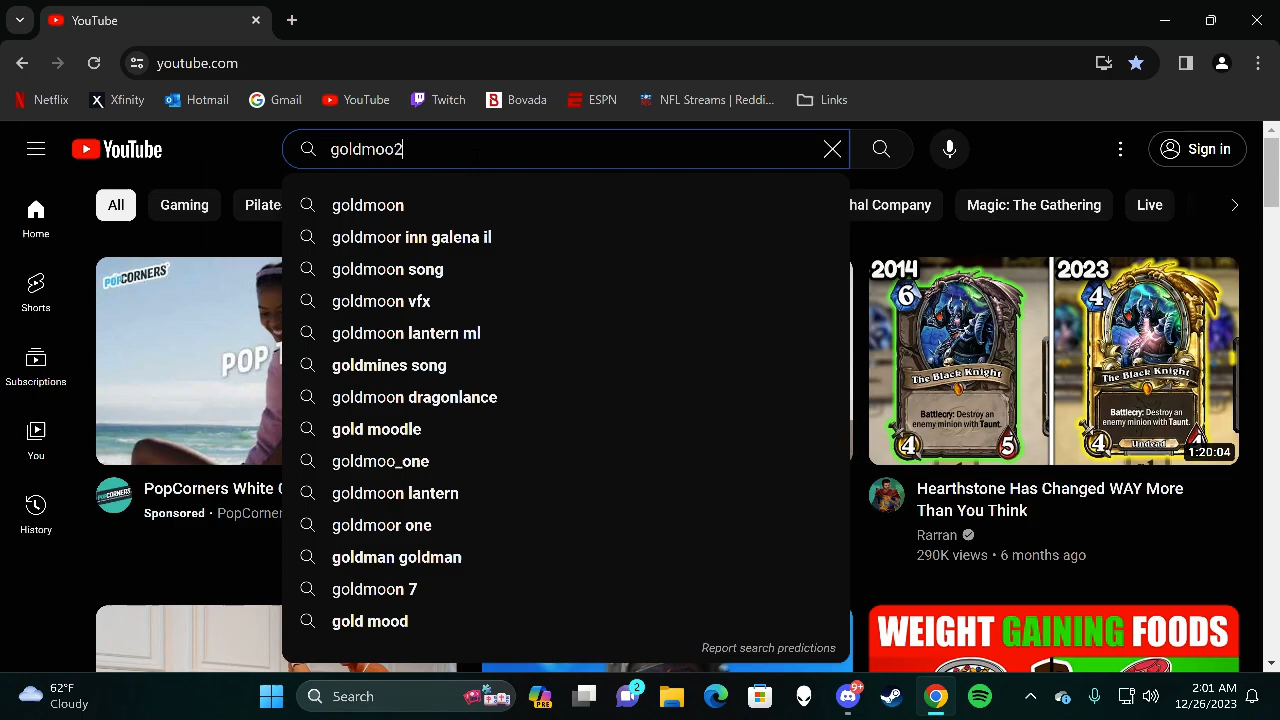 YouTube
youtube.com
Netflix Xfinity Hotmail Gmail YouTube Twitch Bovada ESPN NFL Streams | Reddi... Links
YouTube goldmoo2 Sign in
All Gaming Pilate hal Company Magic: The Gathering Live
goldmoon
goldmoor inn galena il
goldmoon song
goldmoon vfx
goldmoon lantern ml
goldmines song
goldmoon dragonlance
gold moodle
goldmoo_one
goldmoon lantern
goldmoor one
goldman goldman
goldmoon 7
gold mood
Report search predictions
Home
Shorts
Subscriptions
You
History
POPCORNERS
POP
POPCORNERS
PopCorners White C
Sponsored • PopCorner
2014 2023
6 4
The Black Knight The Black Knight
Battlecry: Destroy an enemy minion with Taunt. Battlecry: Destroy an enemy minion with Taunt.
Undead
4 5 4
1:20:04
Hearthstone Has Changed WAY More
Than You Think
Rarran
290K views • 6 months ago
WEIGHT GAINING FOODS
62°F
Cloudy
Search
PRE
2
9+
2:01 AM
12/26/2023